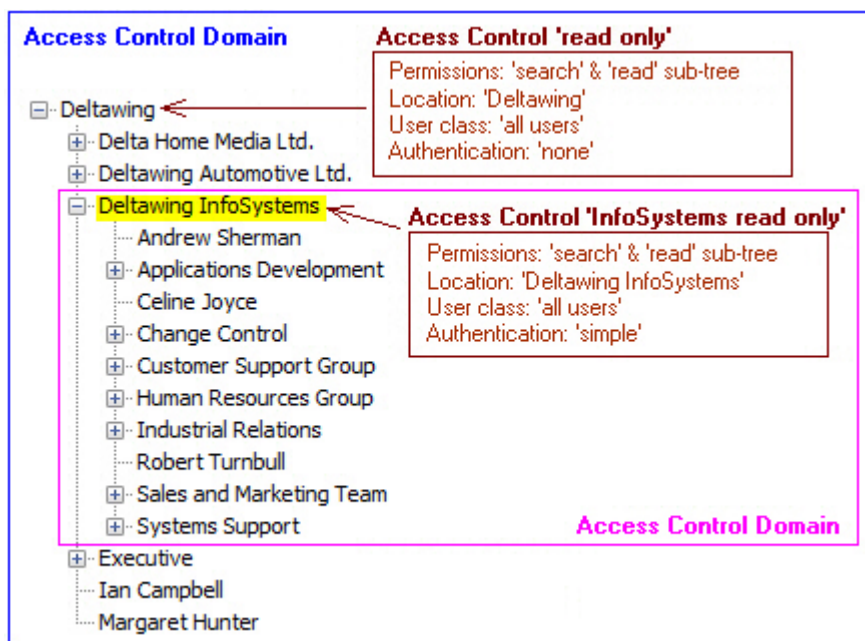 Access Control Domain
Access Control 'read only'
Permissions: 'search' & 'read' sub-tree
Location: 'Deltawing'
User class: 'all users'
Authentication: 'none'
Deltawing
Delta Home Media Ltd.
Deltawing Automotive Ltd.
Deltawing InfoSystems
Access Control 'InfoSystems read only'
Permissions: 'search' & 'read' sub-tree
Location: 'Deltawing InfoSystems'
User class: 'all users'
Authentication: 'simple'
Andrew Sherman
Applications Development
Celine Joyce
Change Control
Customer Support Group
Human Resources Group
Industrial Relations
Robert Turnbull
Sales and Marketing Team
Systems Support
Access Control Domain
Executive
Ian Campbell
Margaret Hunter